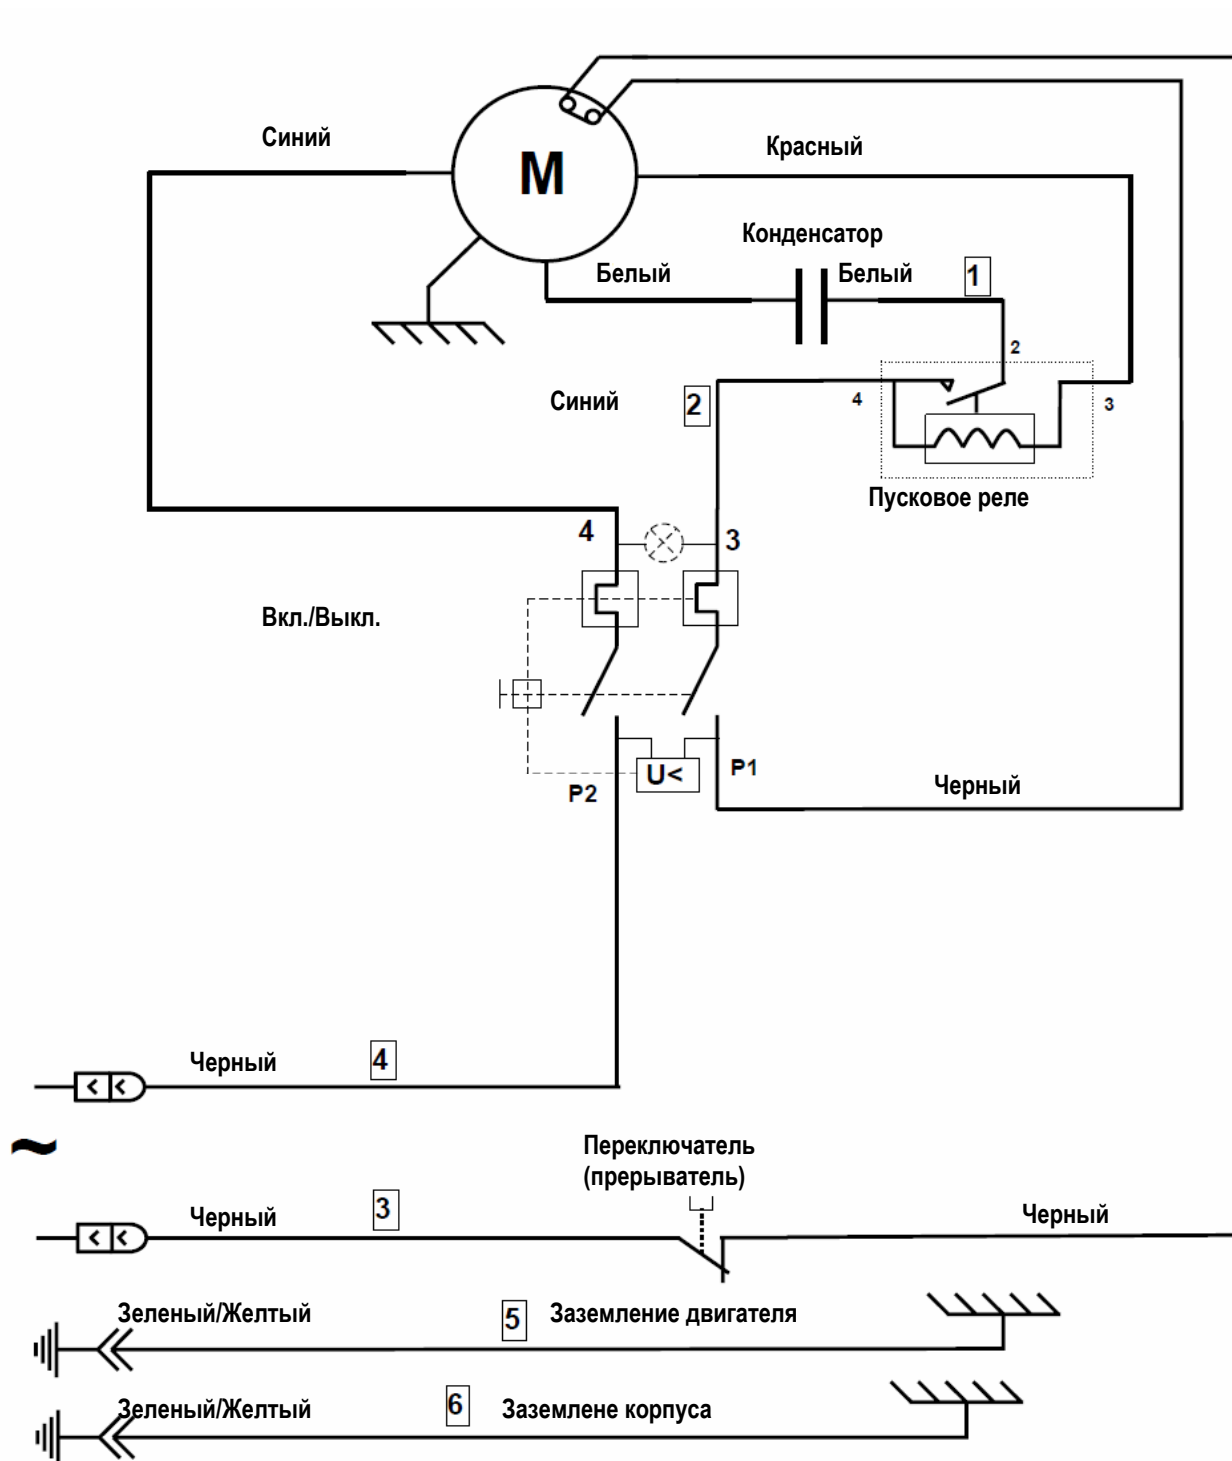 Синий
M
Красный
Конденсатор
Белый
Белый
1
2
Синий
2
4
3
Пусковое реле
4
3
Вкл./Выкл.
U<
P1
P2
Черный
Черный
4
~
Переключатель
(прерыватель)
Черный
3
Черный
Зеленый/Желтый
5
Заземление двигателя
Зеленый/Желтый
6
Заземлене корпуса